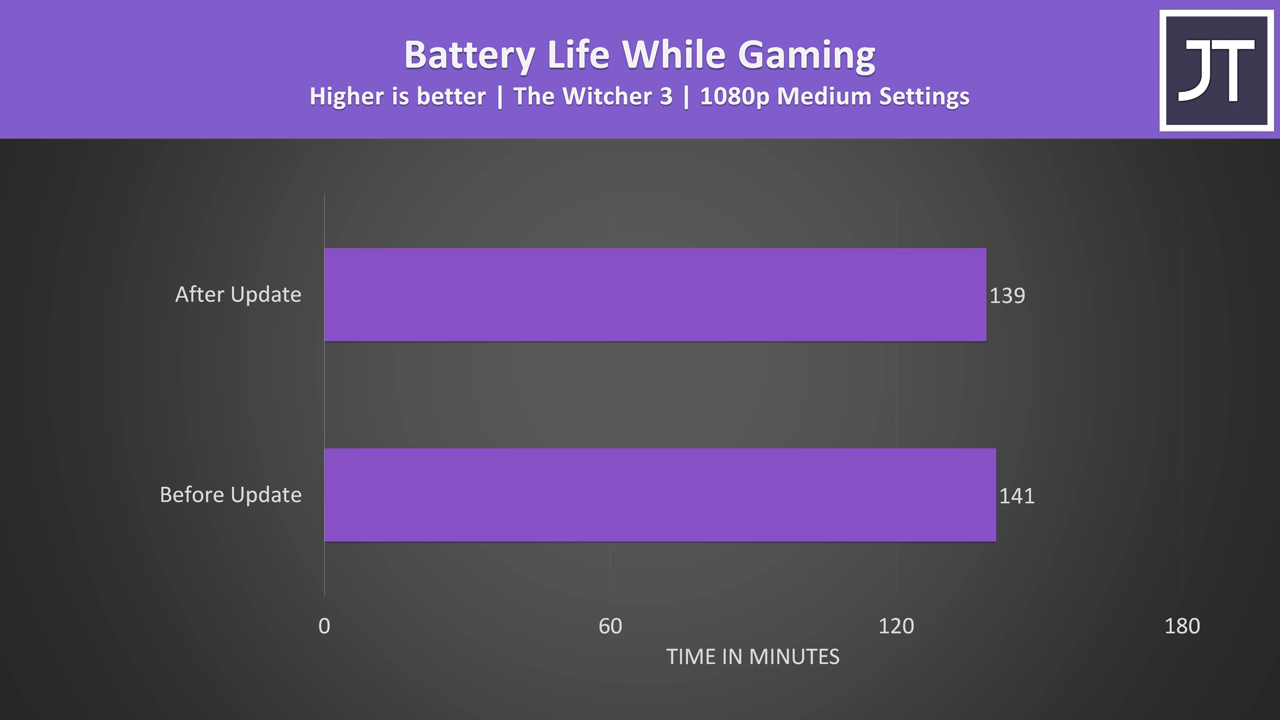 Battery Life While Gaming
Higher is better | The Witcher 3 | 1080p Medium Settings
JT
After Update
139
Before Update
141
0 60 120 180
TIME IN MINUTES